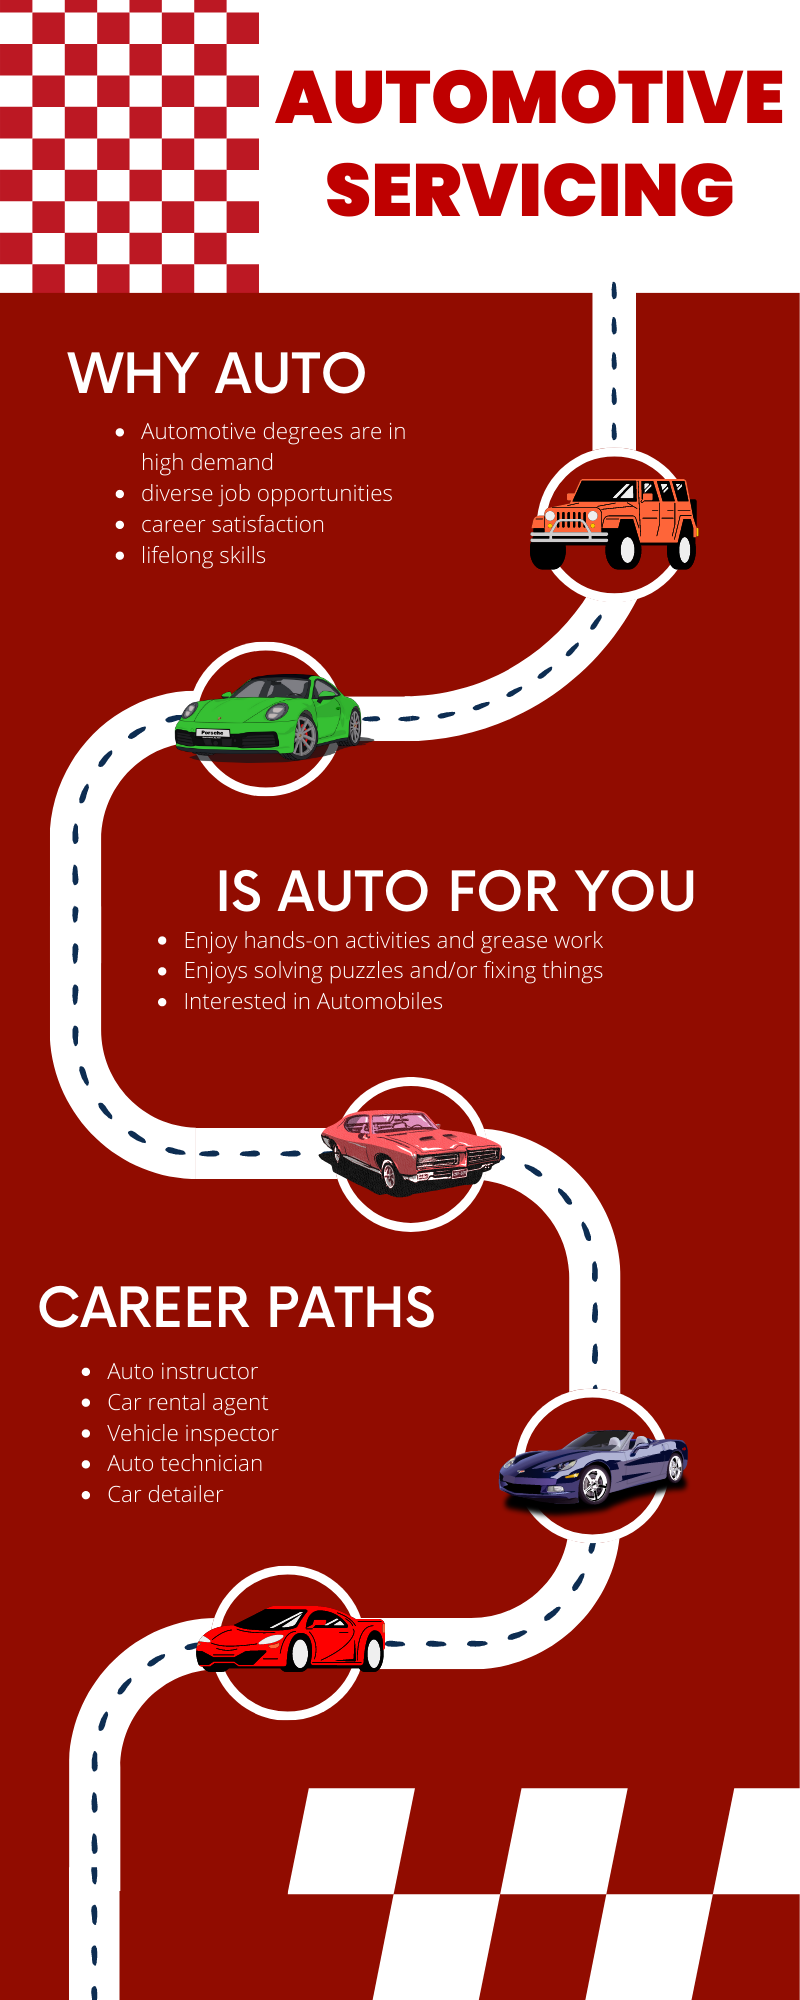 AUTOMOTIVE
SERVICING
WHY AUTO
• Automotive degrees are in
high demand
• diverse job opportunities
• career satisfaction
• lifelong skills
Porsche
IS AUTO FOR YOU
• Enjoy hands-on activities and grease work
• Enjoys solving puzzles and/or fixing things
• Interested in Automobiles
CAREER PATHS
• Auto instructor
• Car rental agent
• Vehicle inspector
• Auto technician
• Car detailer